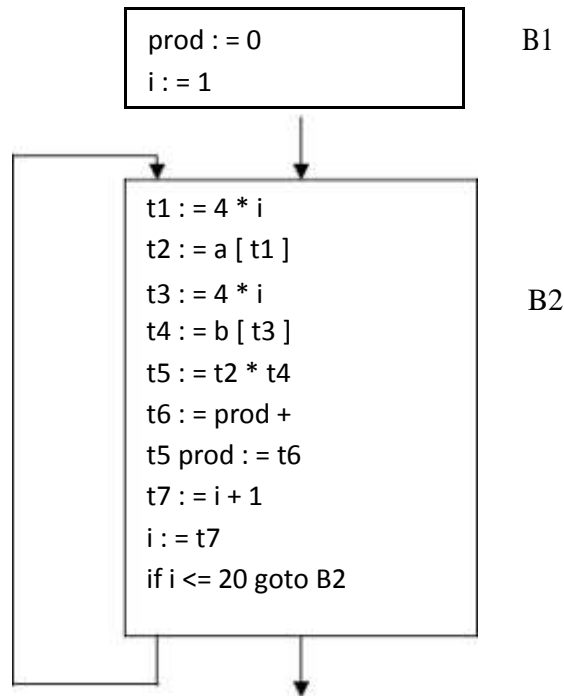 prod : = 0
B1
i : = 1
t1 : = 4 * i
t2 : = a [ t1 ]
t3 : = 4 * i
B2
t4 : = b [ t3 ]
t5 : = t2 * t4
t6 : = prod +
t5 prod : = t6
t7 : = i + 1
i : = t7
if i <= 20 goto B2